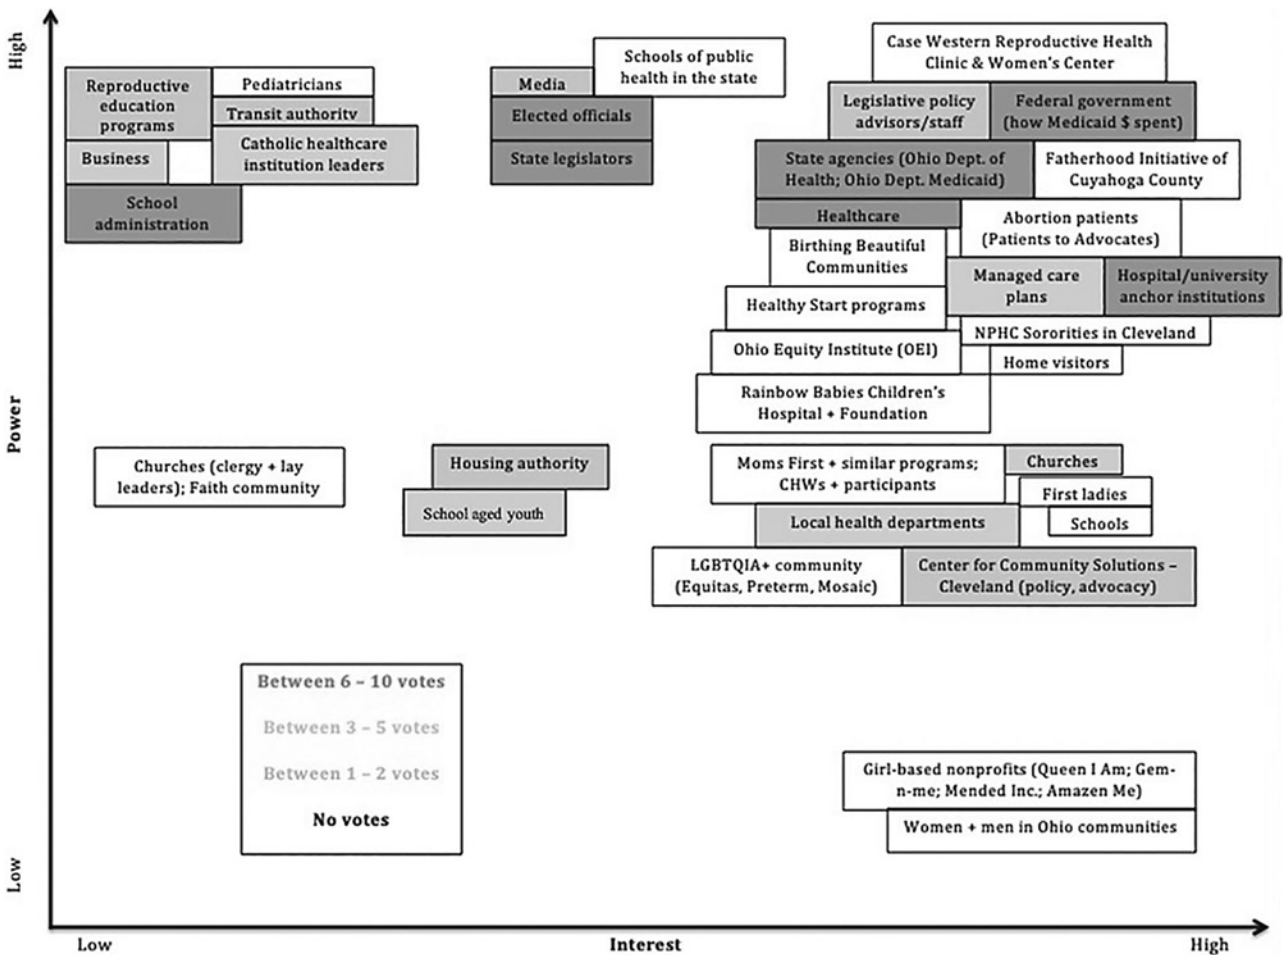 High
Power
Low
Case Western Reproductive Health
Clinic & Women's Center
Schools of public
health in the state
Reproductive
education
programs
Pediatricians
Transit authority
Catholic healthcare
institution leaders
Business
School
administration
Media
Elected officials
State legislators
Legislative policy
advisors/staff
Federal government
(how Medicaid $ spent)
State agencies (Ohio Dept. of
Health; Ohio Dept. Medicaid)
Fatherhood Initiative of
Cuyahoga County
Healthcare
Abortion patients
(Patients to Advocates)
Birthing Beautiful
Communities
Managed care
plans
Hospital/university
anchor institutions
Healthy Start programs
NPHC Sororities in Cleveland
Ohio Equity Institute (OEI)
Home visitors
Rainbow Babies Children's
Hospital + Foundation
Churches (clergy + lay
leaders); Faith community
Housing authority
School aged youth
Moms First + similar programs;
CHWs + participants
Churches
First ladies
Schools
Local health departments
LGBTQIA+ community
(Equitas, Preterm, Mosaic)
Center for Community Solutions –
Cleveland (policy, advocacy)
Between 6 – 10 votes
Between 3 – 5 votes
Between 1 – 2 votes
No votes
Girl-based nonprofits (Queen I Am; Gem-
n-me; Mended Inc.; Amazen Me)
Women + men in Ohio communities
Low
Interest
High